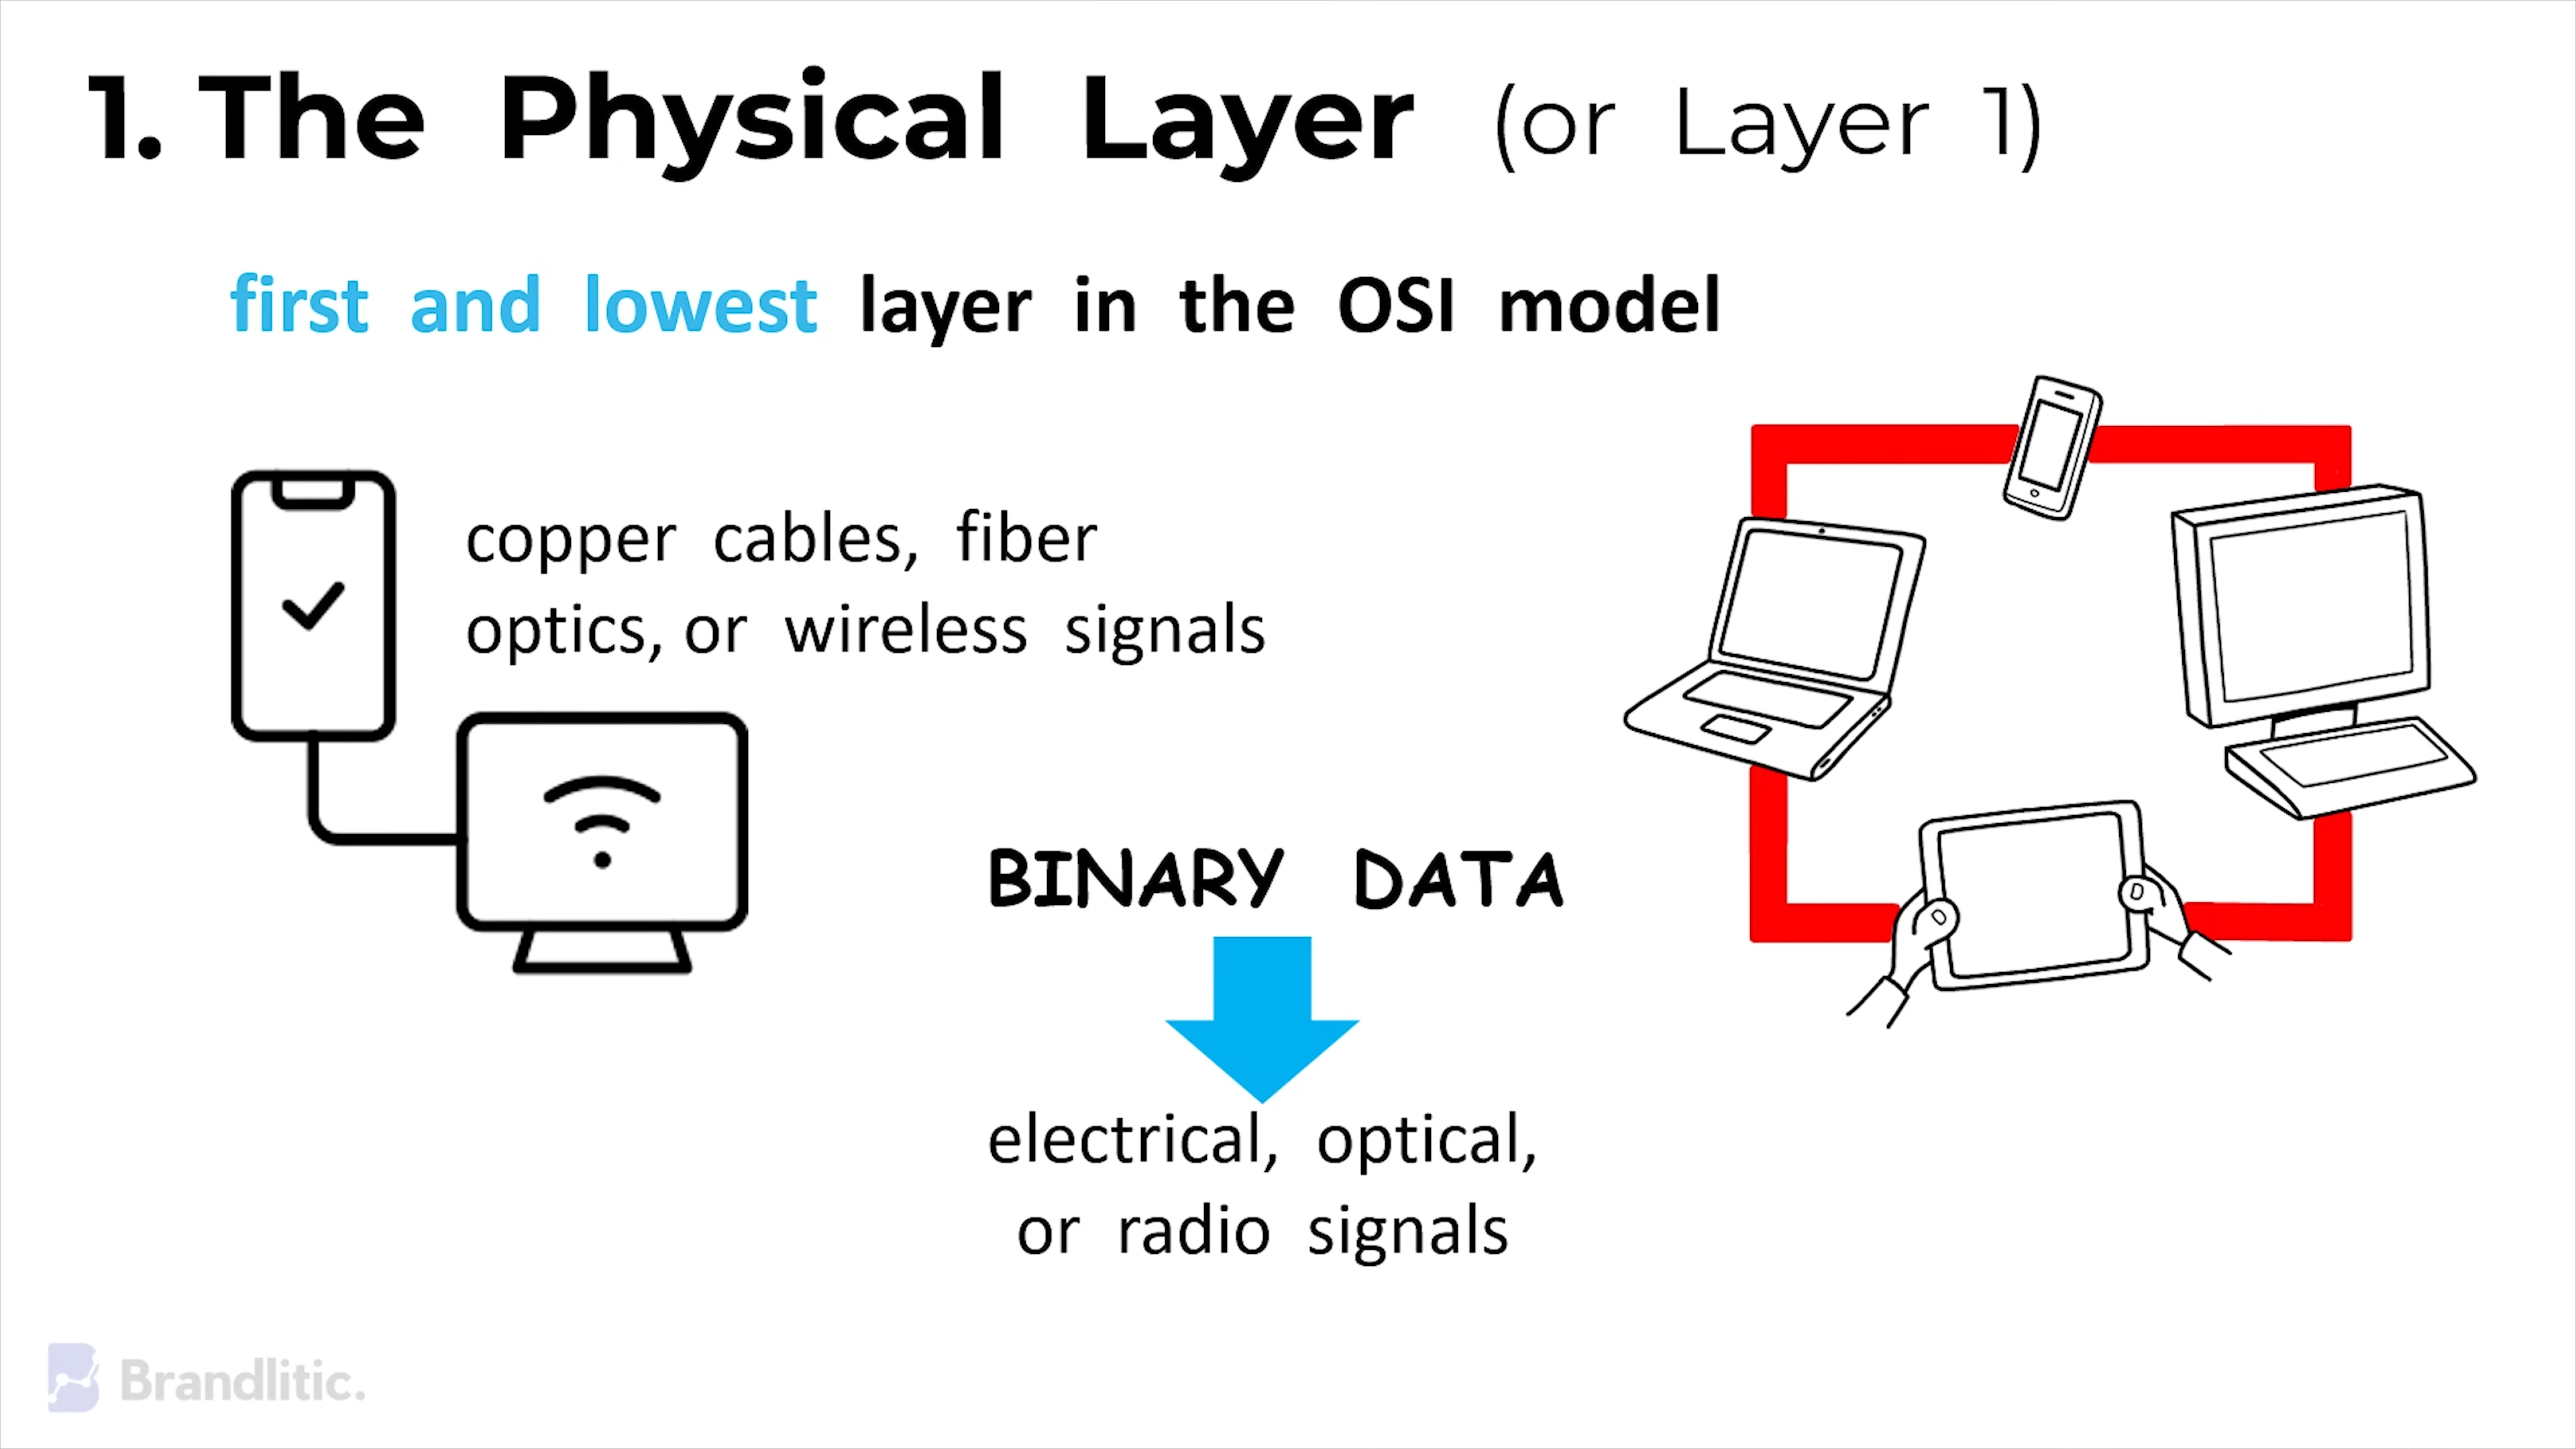 1. The Physical Layer (or Layer 1)
first and lowest layer in the OSI model
copper cables, fiber
optics, or wireless signals
BINARY DATA
electrical, optical,
or radio signals
Brandlitic.